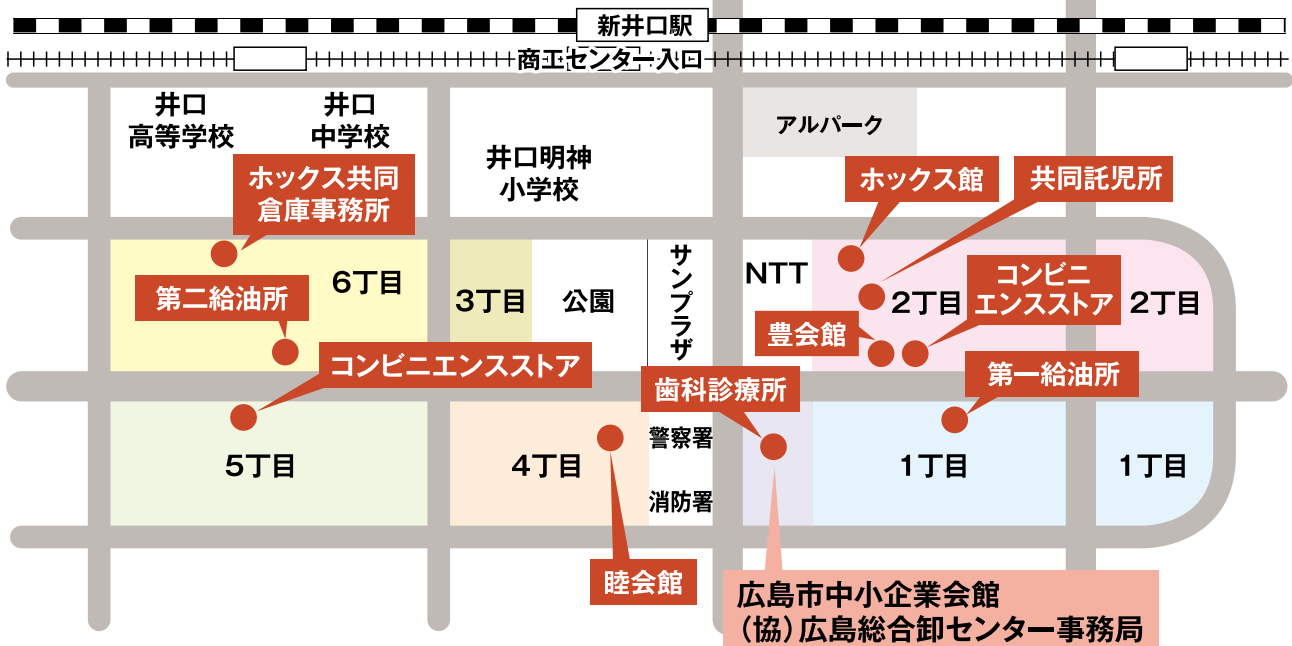 新井口駅
商工センター入口
井口
高等学校
井口
中学校
アルパーク
井口明神
小学校
ホックス共同
倉庫事務所
ホックス館
共同託児所
第二給油所
6丁目
3丁目
公園
サンプラザ
NTT
コンビニ
エンスストア
2丁目
2丁目
豊会館
コンビニエンスストア
歯科診療所
第一給油所
5丁目
4丁目
警察署
消防署
1丁目
1丁目
睦会館
広島市中小企業会館
（協）広島総合卸センター事務局